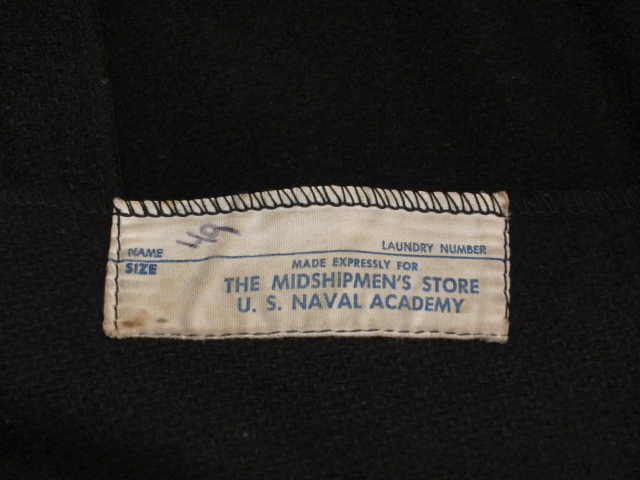 49
NAME LAUNDRY NUMBER
SIZE MADE EXPRESSLY FOR
THE MIDSHIPMEN'S STORE
U. S. NAVAL ACADEMY